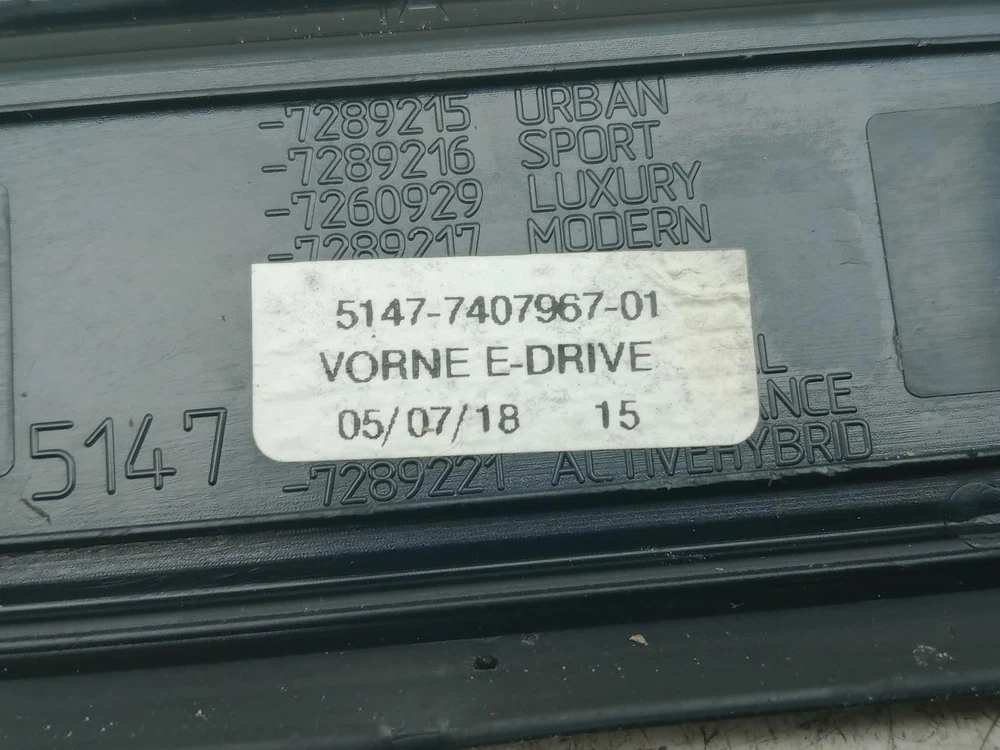 -7289215 URBAN
-7289216 SPORT
-7260929 LUXURY
-7289217 MODERN
5147-7407967-01
VORNE E-DRIVE
05/07/18 15
5147
-7289221 ACTIVEHYBRID